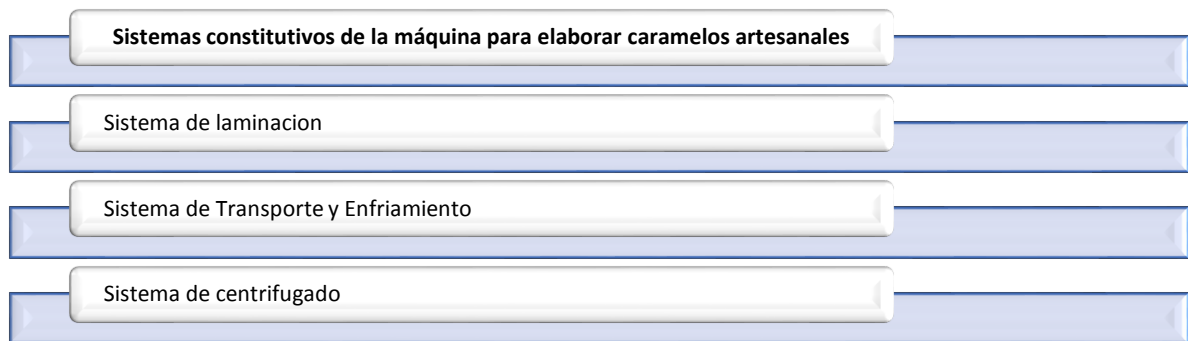 Sistemas constitutivos de la máquina para elaborar caramelos artesanales
Sistema de laminacion
Sistema de Transporte y Enfriamiento
Sistema de centrifugado